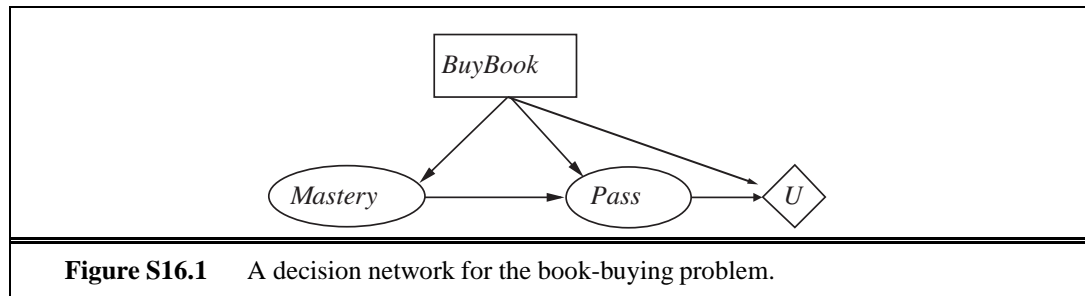 BuyBook
Mastery
Pass
U
Figure S16.1 A decision network for the book-buying problem.